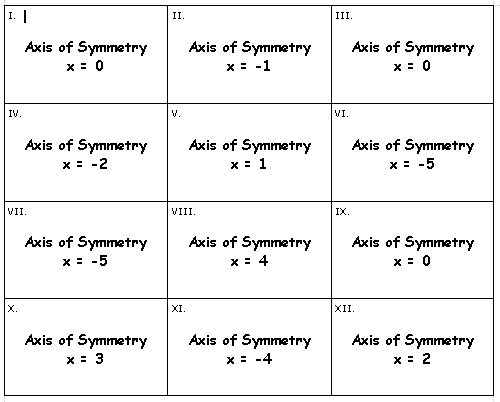 I.
Axis of Symmetry
x = 0
II.
Axis of Symmetry
x = -1
III.
Axis of Symmetry
x = 0
IV.
Axis of Symmetry
x = -2
V.
Axis of Symmetry
x = 1
VI.
Axis of Symmetry
x = -5
VII.
Axis of Symmetry
x = -5
VIII.
Axis of Symmetry
x = 4
IX.
Axis of Symmetry
x = 0
X.
Axis of Symmetry
x = 3
XI.
Axis of Symmetry
x = -4
XII.
Axis of Symmetry
x = 2